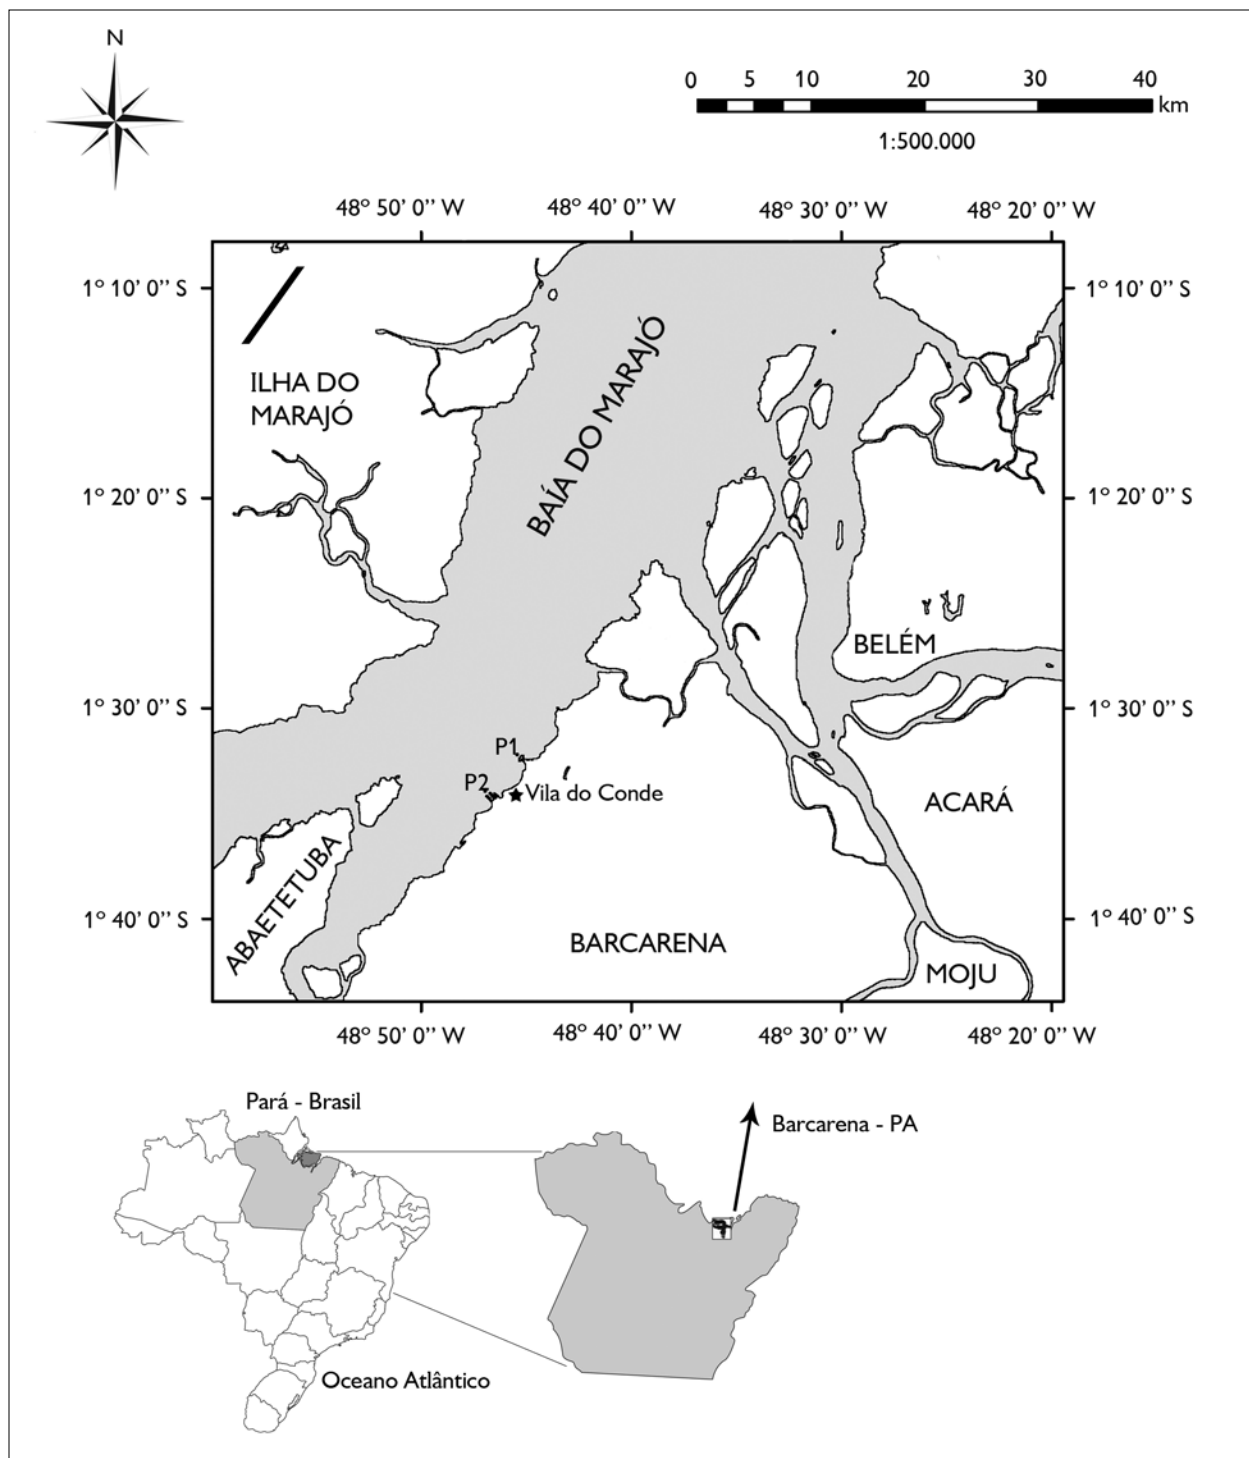 N
0 5 10 20 30 40
km
1:500.000
48° 50' 0'' W 48° 40' 0'' W 48° 30' 0'' W 48° 20' 0'' W
1° 10' 0'' S 1° 10' 0'' S
BAÍA DO MARAJÓ
ILHA DO
MARAJÓ
1° 20' 0'' S 1° 20' 0'' S
BELÉM
1° 30' 0'' S 1° 30' 0'' S
P1
P2
Vila do Conde
ACARÁ
ABAETETUBA
1° 40' 0'' S 1° 40' 0'' S
BARCARENA
MOJU
48° 50' 0'' W 48° 40' 0'' W 48° 30' 0'' W 48° 20' 0'' W
Pará - Brasil
Barcarena - PA
Oceano Atlântico